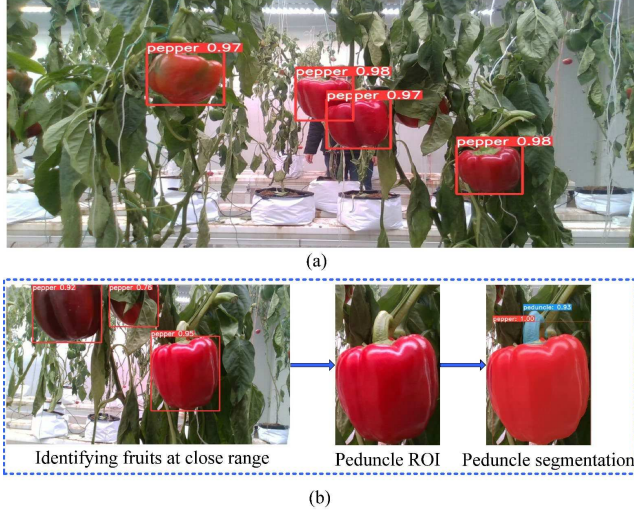 pepper 0.97
pepper 0.98
pepper 0.97
pepper 0.98
(a)
pepper 0.92
pepper 0.76
pepper 0.95
peduncle: 0.93
pepper: 1.00
Identifying fruits at close range
Peduncle ROI
Peduncle segmentation
(b)